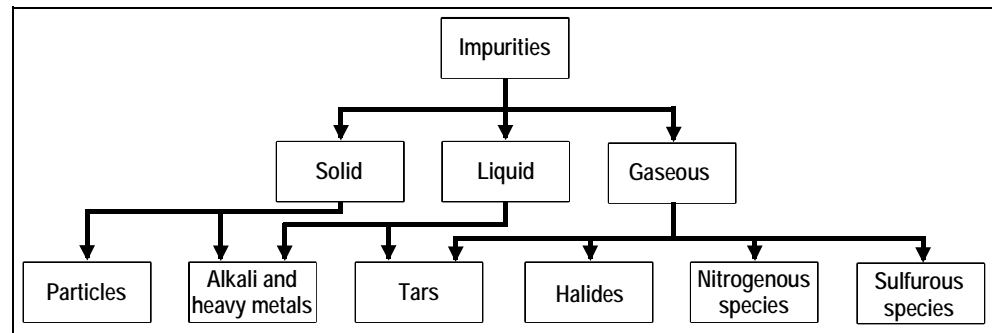 Impurities
Solid
Liquid
Gaseous
Particles
Alkali and
heavy metals
Tars
Halides
Nitrogenous
species
Sulfurous
species